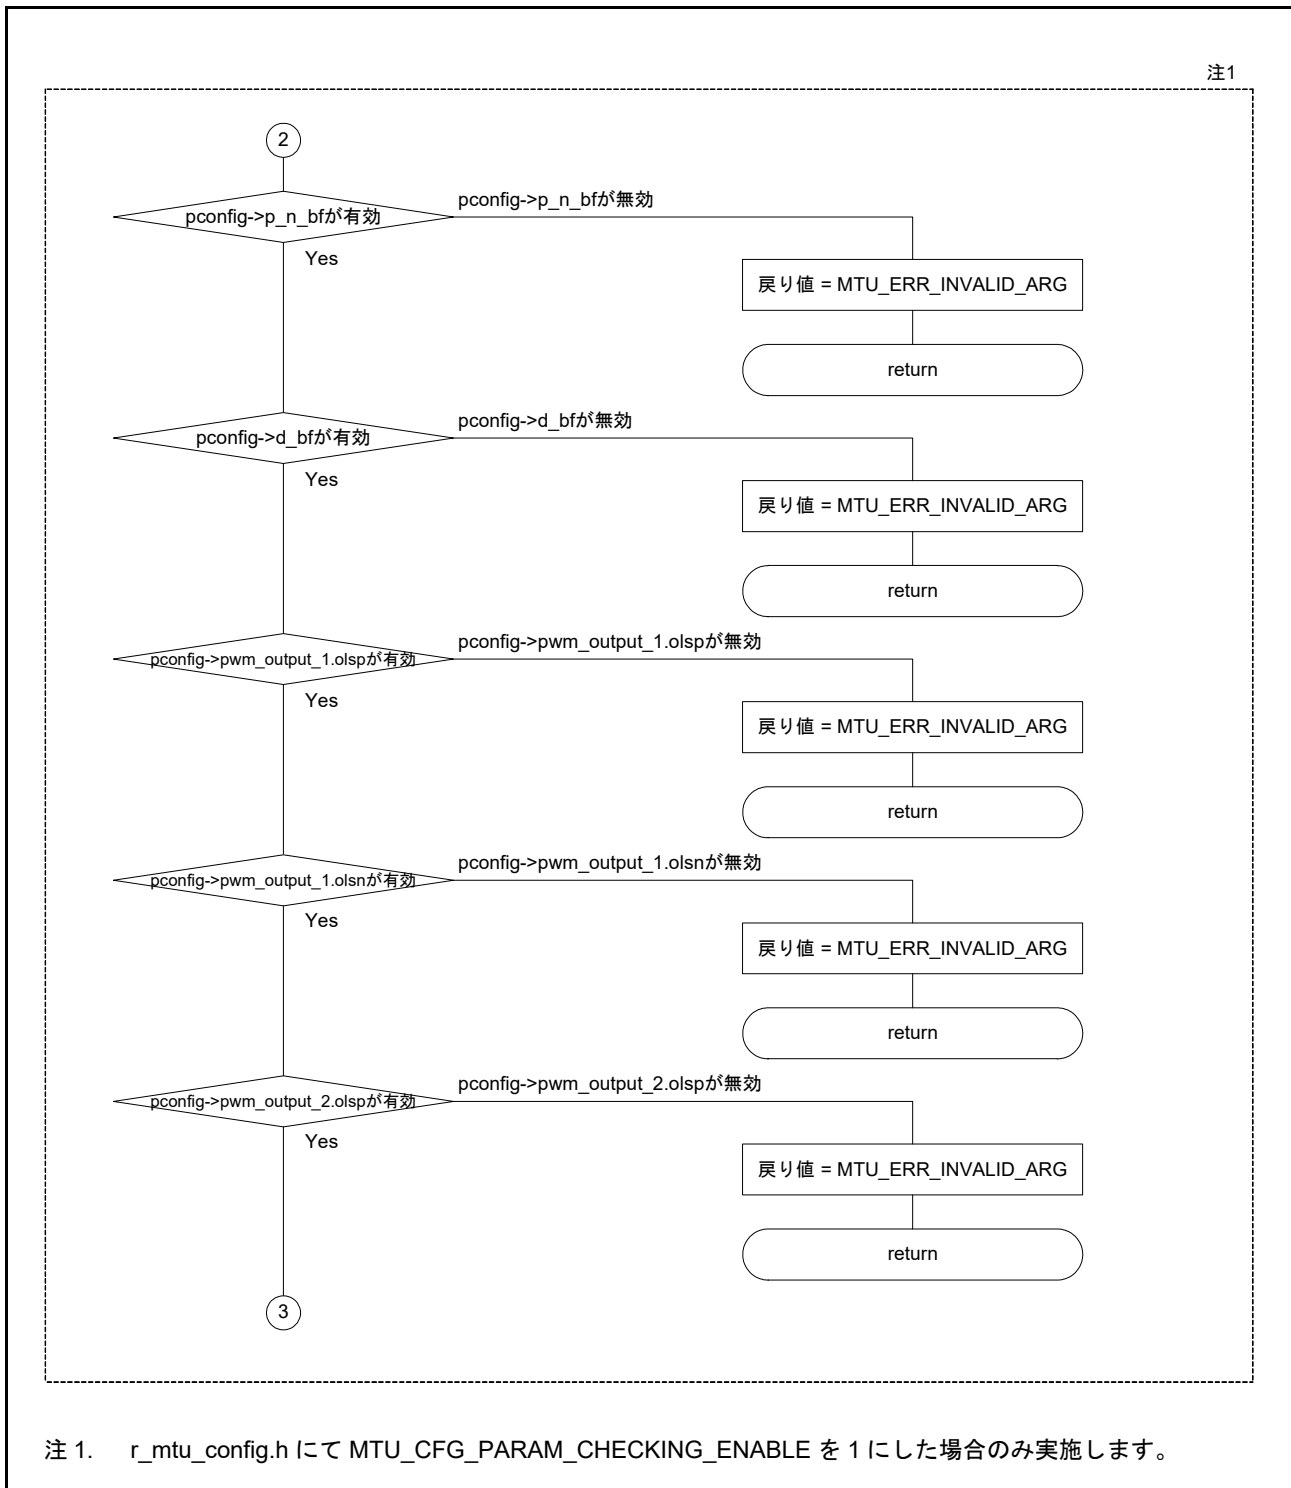 注1
2
pconfig->p_n_bfが有効
pconfig->p_n_bfが無効
Yes
戻り値 = MTU_ERR_INVALID_ARG
return
pconfig->d_bfが有効
pconfig->d_bfが無効
Yes
戻り値 = MTU_ERR_INVALID_ARG
return
pconfig->pwm_output_1.olspが有効
pconfig->pwm_output_1.olspが無効
Yes
戻り値 = MTU_ERR_INVALID_ARG
return
pconfig->pwm_output_1.olsnが有効
pconfig->pwm_output_1.olsnが無効
Yes
戻り値 = MTU_ERR_INVALID_ARG
return
pconfig->pwm_output_2.olspが有効
pconfig->pwm_output_2.olspが無効
Yes
戻り値 = MTU_ERR_INVALID_ARG
return
3
注 1. r_mtu_config.h にて MTU_CFG_PARAM_CHECKING_ENABLE を 1 にした場合のみ実施します。